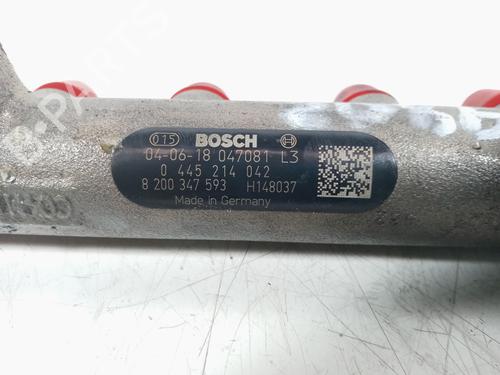 015 BOSCH
04-06-18 047081 L3
0 445 214 042
8 200 347 593 H148037
Made in Germany